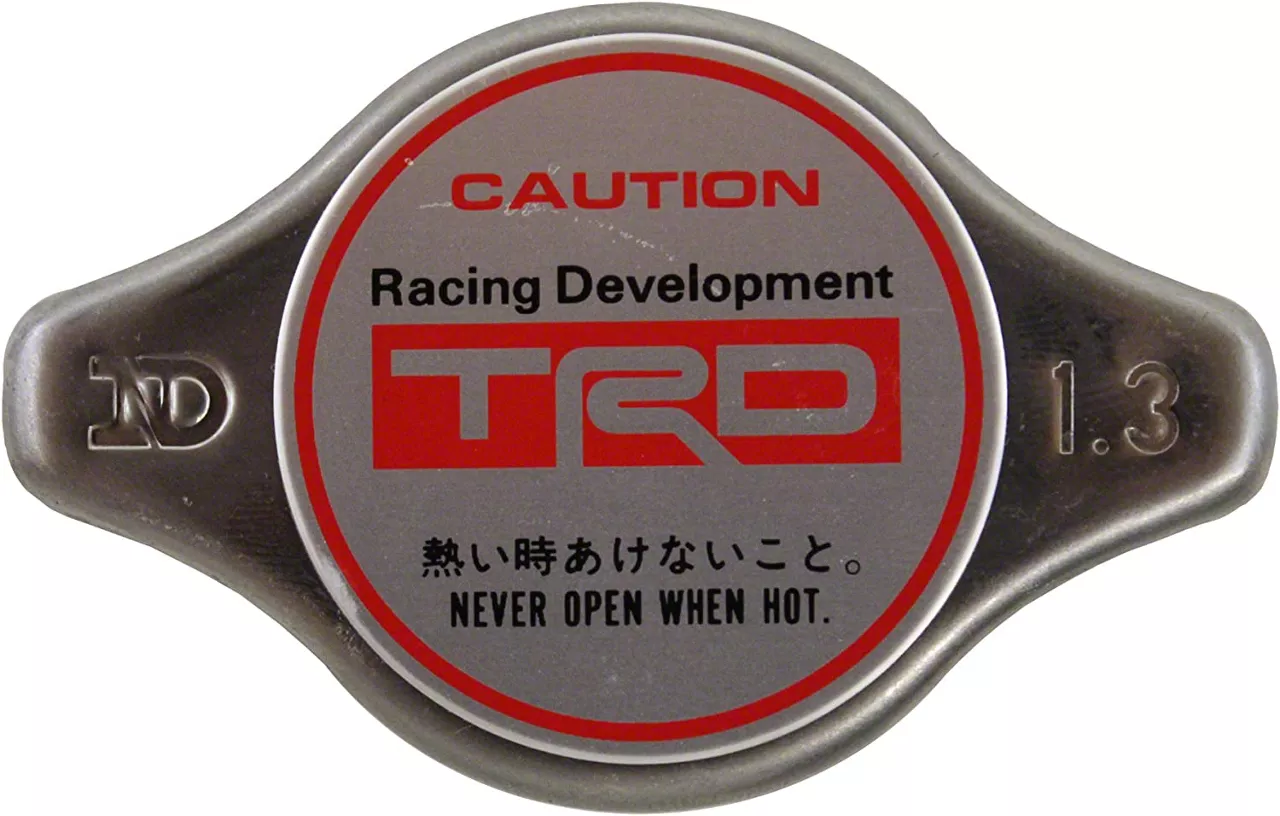 CAUTION
Racing Development
TRD
ND
1.3
熱い時あけないこと。
NEVER OPEN WHEN HOT.